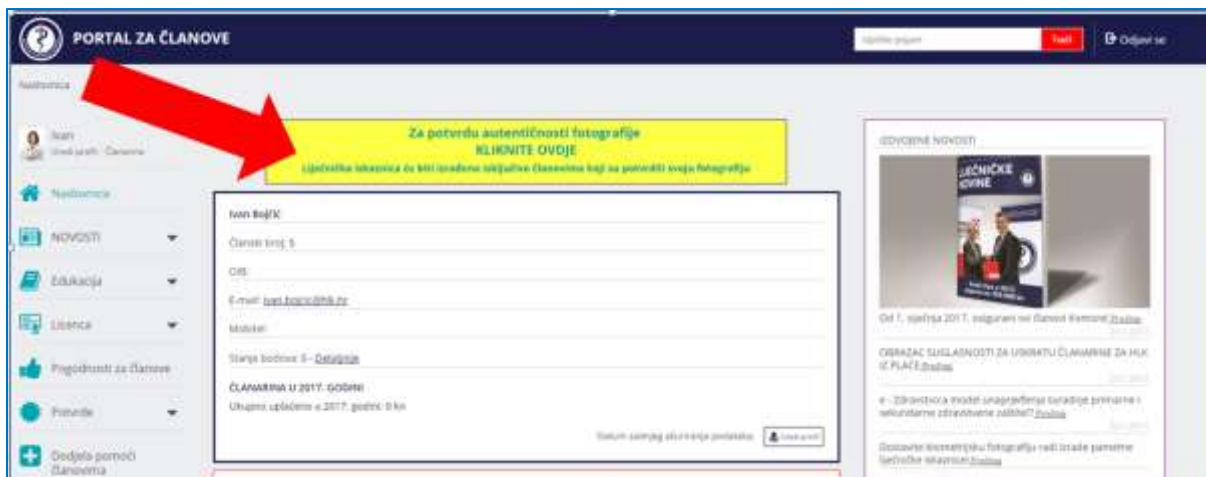 PORTAL ZA ČLANOVE
Traži
Odjavi se
Naslovnica
Ivan
Uredi profil - Članovna
Naslovnica
NOVOSTI
Edukacija
Licenca
Pogodnosti za članove
Potvrde
Dodjela pomoći
članovima
Za potvrdu autentičnosti fotografije
KLIKNITE OVDJE
Liječnička iskaznica će biti izrađena isključivo članovima koji su potvrdili svoju fotografiju
Ivan Bojčić
Članski broj: 5
OIB:
E-mail: ivan.bojcic@hlk.hr
Mobitel:
Stanje bodova: 0 - Detaljnije
ČLANARINA U 2017. GODINI
Ukupno uplaćeno u 2017. godini: 0 kn
Datum zadnjeg ažuriranja podataka:
Uredi profil
IZDVOJENE NOVOSTI
LIJEČNIČKE
NOVINE
Od 1. siječnja 2017. osigurani svi članovi Komore! Pročitaj
OBRAZAC SUGLASNOSTI ZA USKRATU ČLANARINE ZA HLK
IZ PLAĆE Pročitaj
e - Zdravstvo:a model unaprjeđenja suradnje primarne i
sekundarne zdravstvene zaštite!? Pročitaj
Dostavite biometrijsku fotografiju radi izrade pametne
liječničke iskaznice! Pročitaj